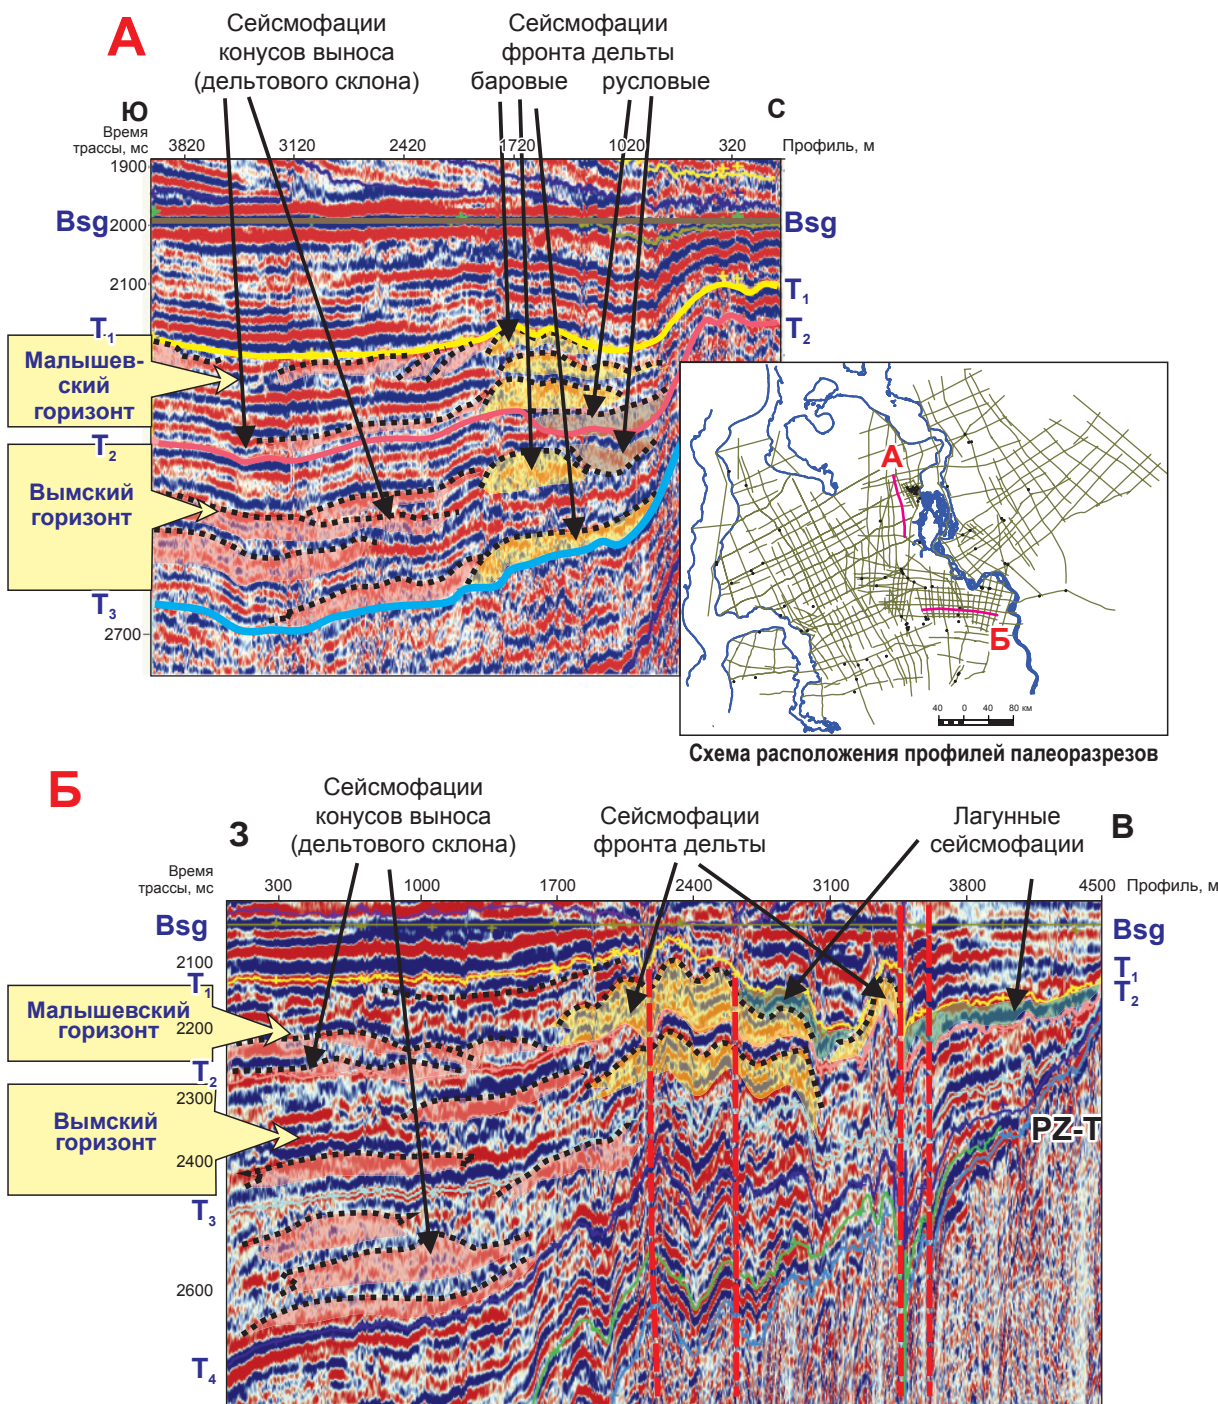 А
Сейсмофации
конусов выноса
(дельтового склона)
Сейсмофации
фронта дельты
баровые русловые
Ю
С
Время
трассы, мс
3820 3120 2420 1720 1020 320 Профиль, м
1900
Bsg 2000 Bsg
2100
T1
T1
T2
Малышев-
ский
горизонт
T2
Вымский
горизонт
T3
2700
А
Б
40 0 40 80 км
Схема расположения профилей палеоразрезов
Б
Сейсмофации
конусов выноса
(дельтового склона)
Сейсмофации
фронта дельты
Лагунные
сейсмофации
З
В
Время
трассы, мс
300 1000 1700 2400 3100 3800 4500 Профиль, м
Bsg Bsg
2100
T1
T1
T2
Малышевский
горизонт
2200
T2
2300
Вымский
горизонт
PZ-T
2400
T3
2600
T4